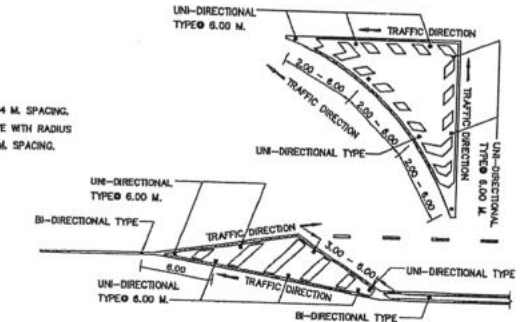 UNI-DIRECTIONAL
TYPE@ 6.00 M.
TRAFFIC DIRECTION
2.00 - 6.00
TRAFFIC DIRECTION
2.00 - 6.00
TRAFFIC DIRECTION
UNI-DIRECTIONAL
TYPE@ 6.00 M.
4 M. SPACING.
E WITH RADIUS
M. SPACING.
UNI-DIRECTIONAL TYPE
2.00 - 6.00
UNI-DIRECTIONAL
TYPE@ 6.00 M.
BI-DIRECTIONAL TYPE
TRAFFIC DIRECTION
3.00 - 6.00
UNI-DIRECTIONAL TYPE
6.00
TRAFFIC DIRECTION
UNI-DIRECTIONAL
TYPE@ 6.00 M.
BI-DIRECTIONAL TYPE